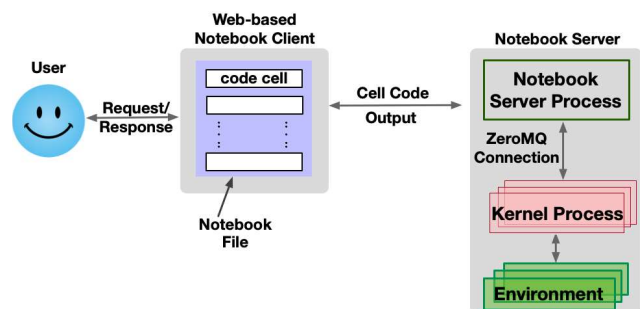 User
Request/
Response
Web-based
Notebook Client
code cell
Notebook
File
Cell Code
Output
Notebook Server
Notebook
Server Process
ZeroMQ
Connection
Kernel Process
Environment